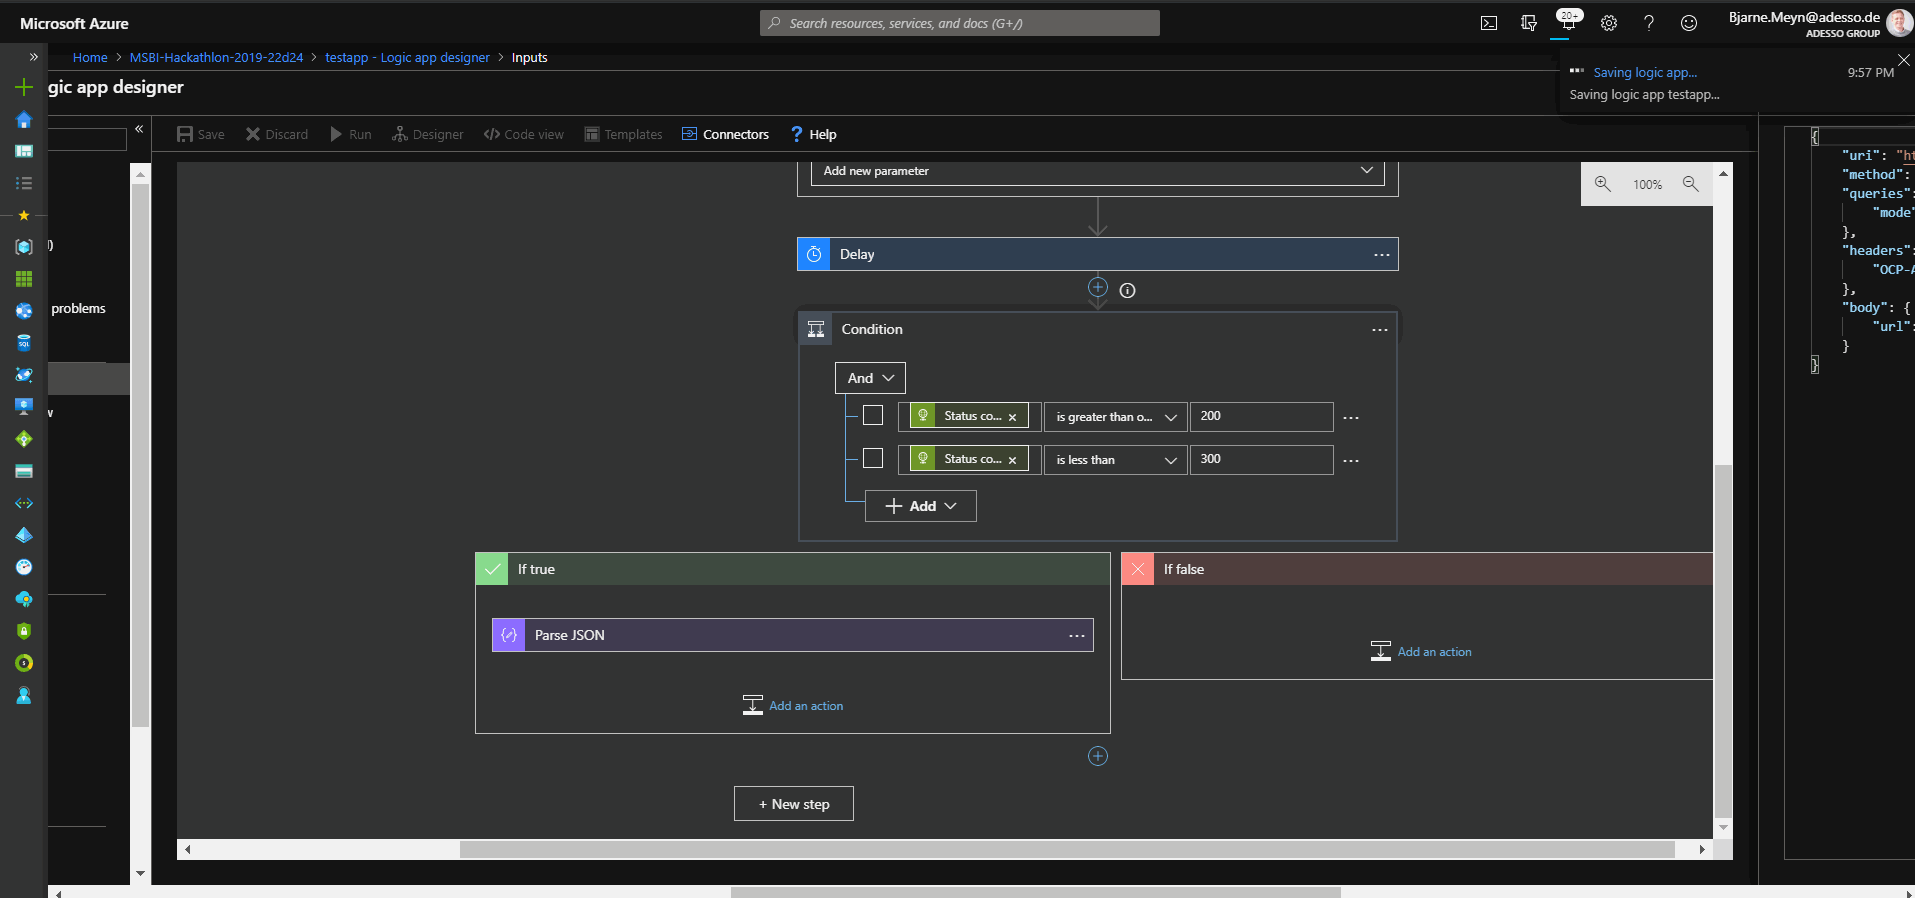 Microsoft Azure
Search resources, services, and docs (G+/)
20+
Bjarne.Meyn@adesso.de
ADESSO GROUP
Home > MSBI-Hackathlon-2019-22d24 > testapp - Logic app designer > Inputs
gic app designer
Saving logic app...
9:57 PM
Saving logic app testapp...
Save
Discard
Run
Designer
Code view
Templates
Connectors
Help
problems
Add new parameter
100%
Delay
Condition
And
Status co...
is greater than o...
200
Status co...
is less than
300
Add
If true
If false
Parse JSON
Add an action
Add an action
+ New step
{
"uri": "ht
"method":
"queries":
"mode"
},
"headers":
"OCP-A
},
"body": {
"url":
}
}